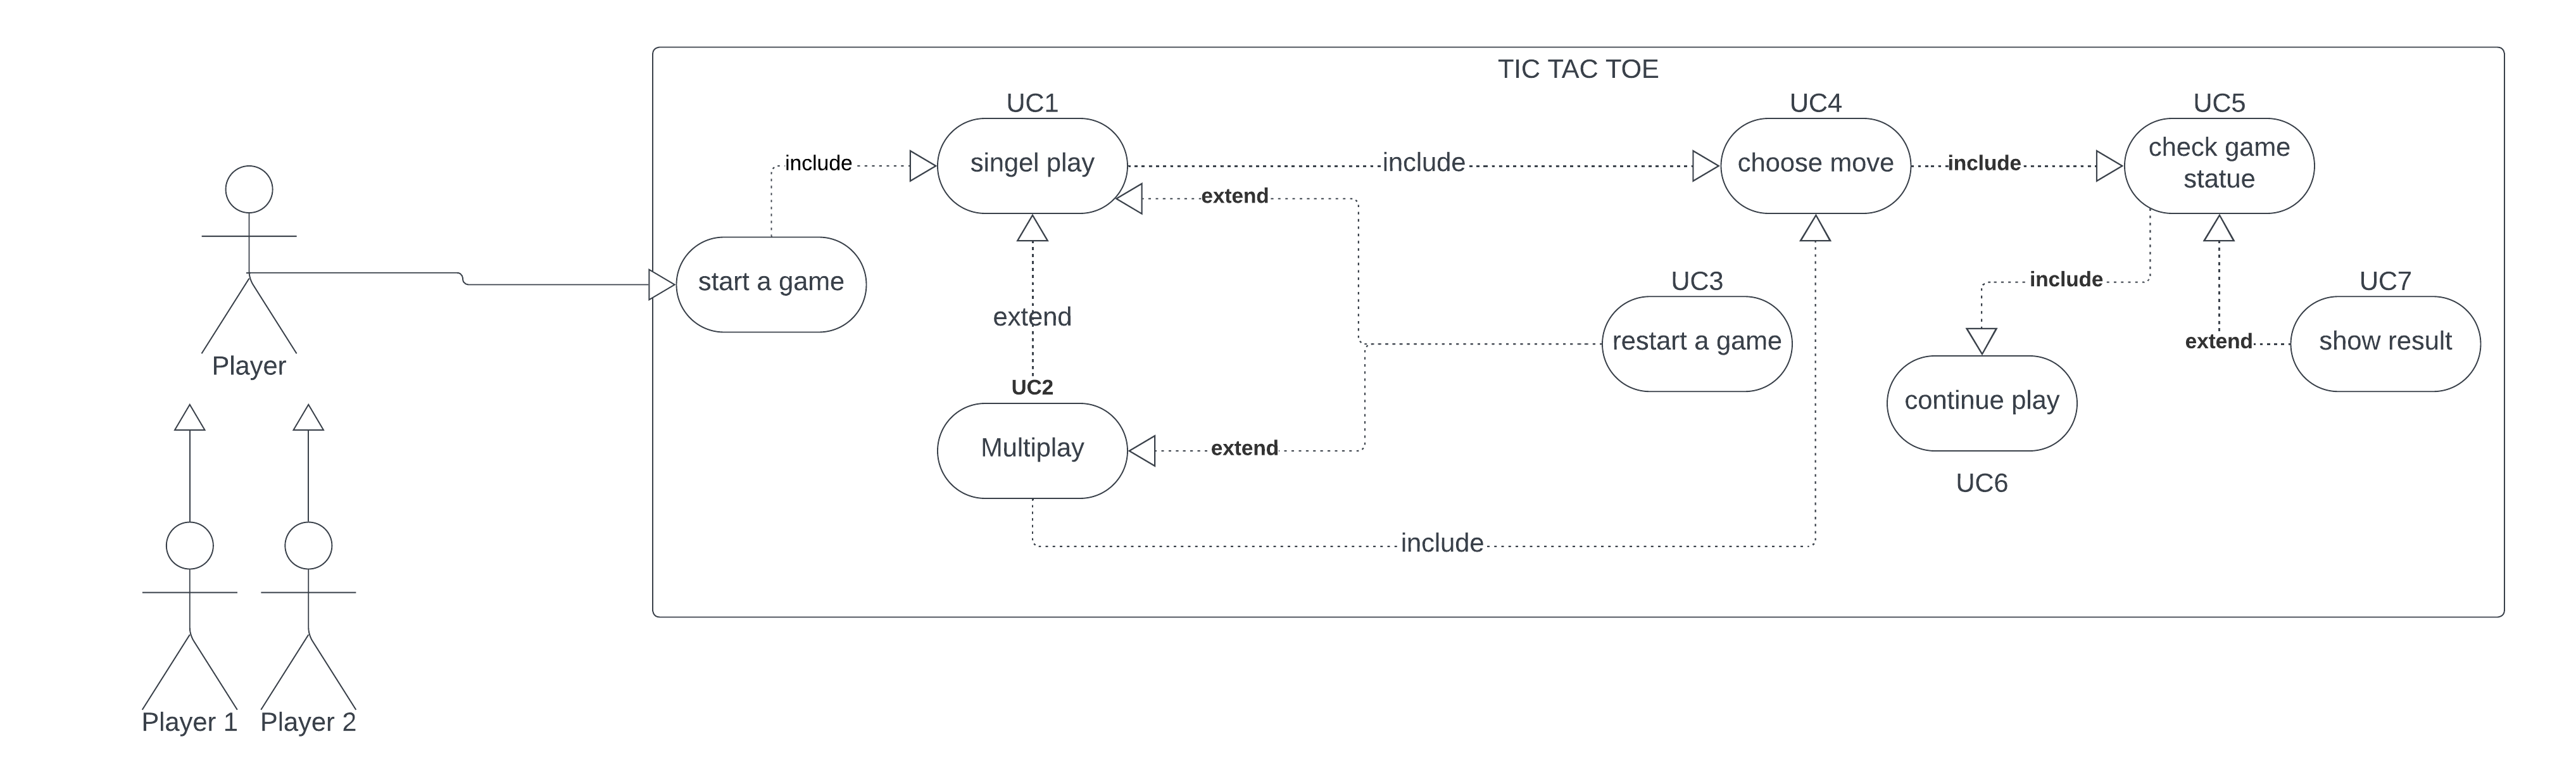 TIC TAC TOE
UC1
UC4
UC5
include
singel play
include
choose move
include
check game
statue
extend
start a game
extend
UC3
restart a game
include
UC7
extend
show result
Player
UC2
Multiplay
extend
continue play
UC6
include
Player 1
Player 2